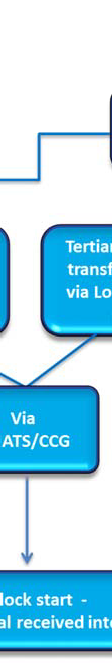 Tertiar
transf
via Lo
Via
ATS/CCG
lock start -
al received int